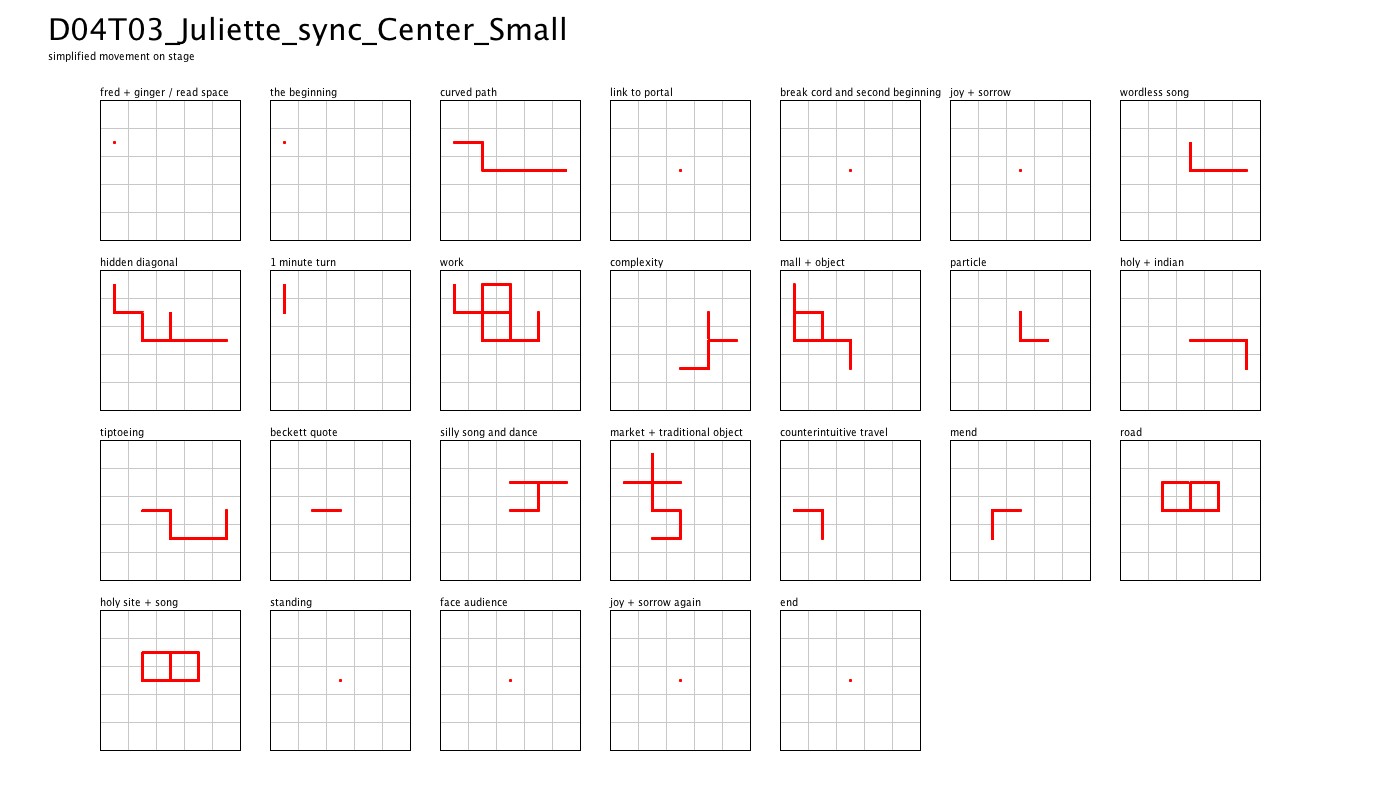 D04T03_Juliette_sync_Center_Small
simplified movement on stage
fred + ginger / read space
the beginning
curved path
link to portal
break cord and second beginning
joy + sorrow
wordless song
hidden diagonal
1 minute turn
work
complexity
mall + object
particle
holy + indian
tiptoeing
beckett quote
silly song and dance
market + traditional object
counterintuitive travel
mend
road
holy site + song
standing
face audience
joy + sorrow again
end